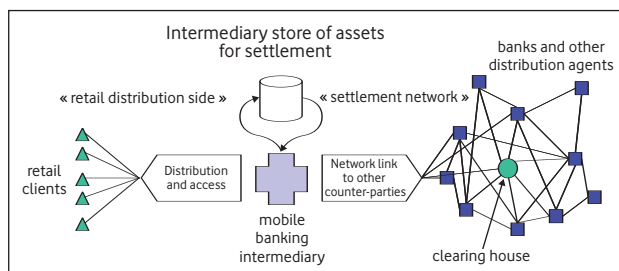 Intermediary store of assets
for settlement
banks and other
distribution agents
« retail distribution side »
« settlement network »
retail
clients
Distribution
and access
Network link
to other
counter-parties
mobile
banking
intermediary
clearing house